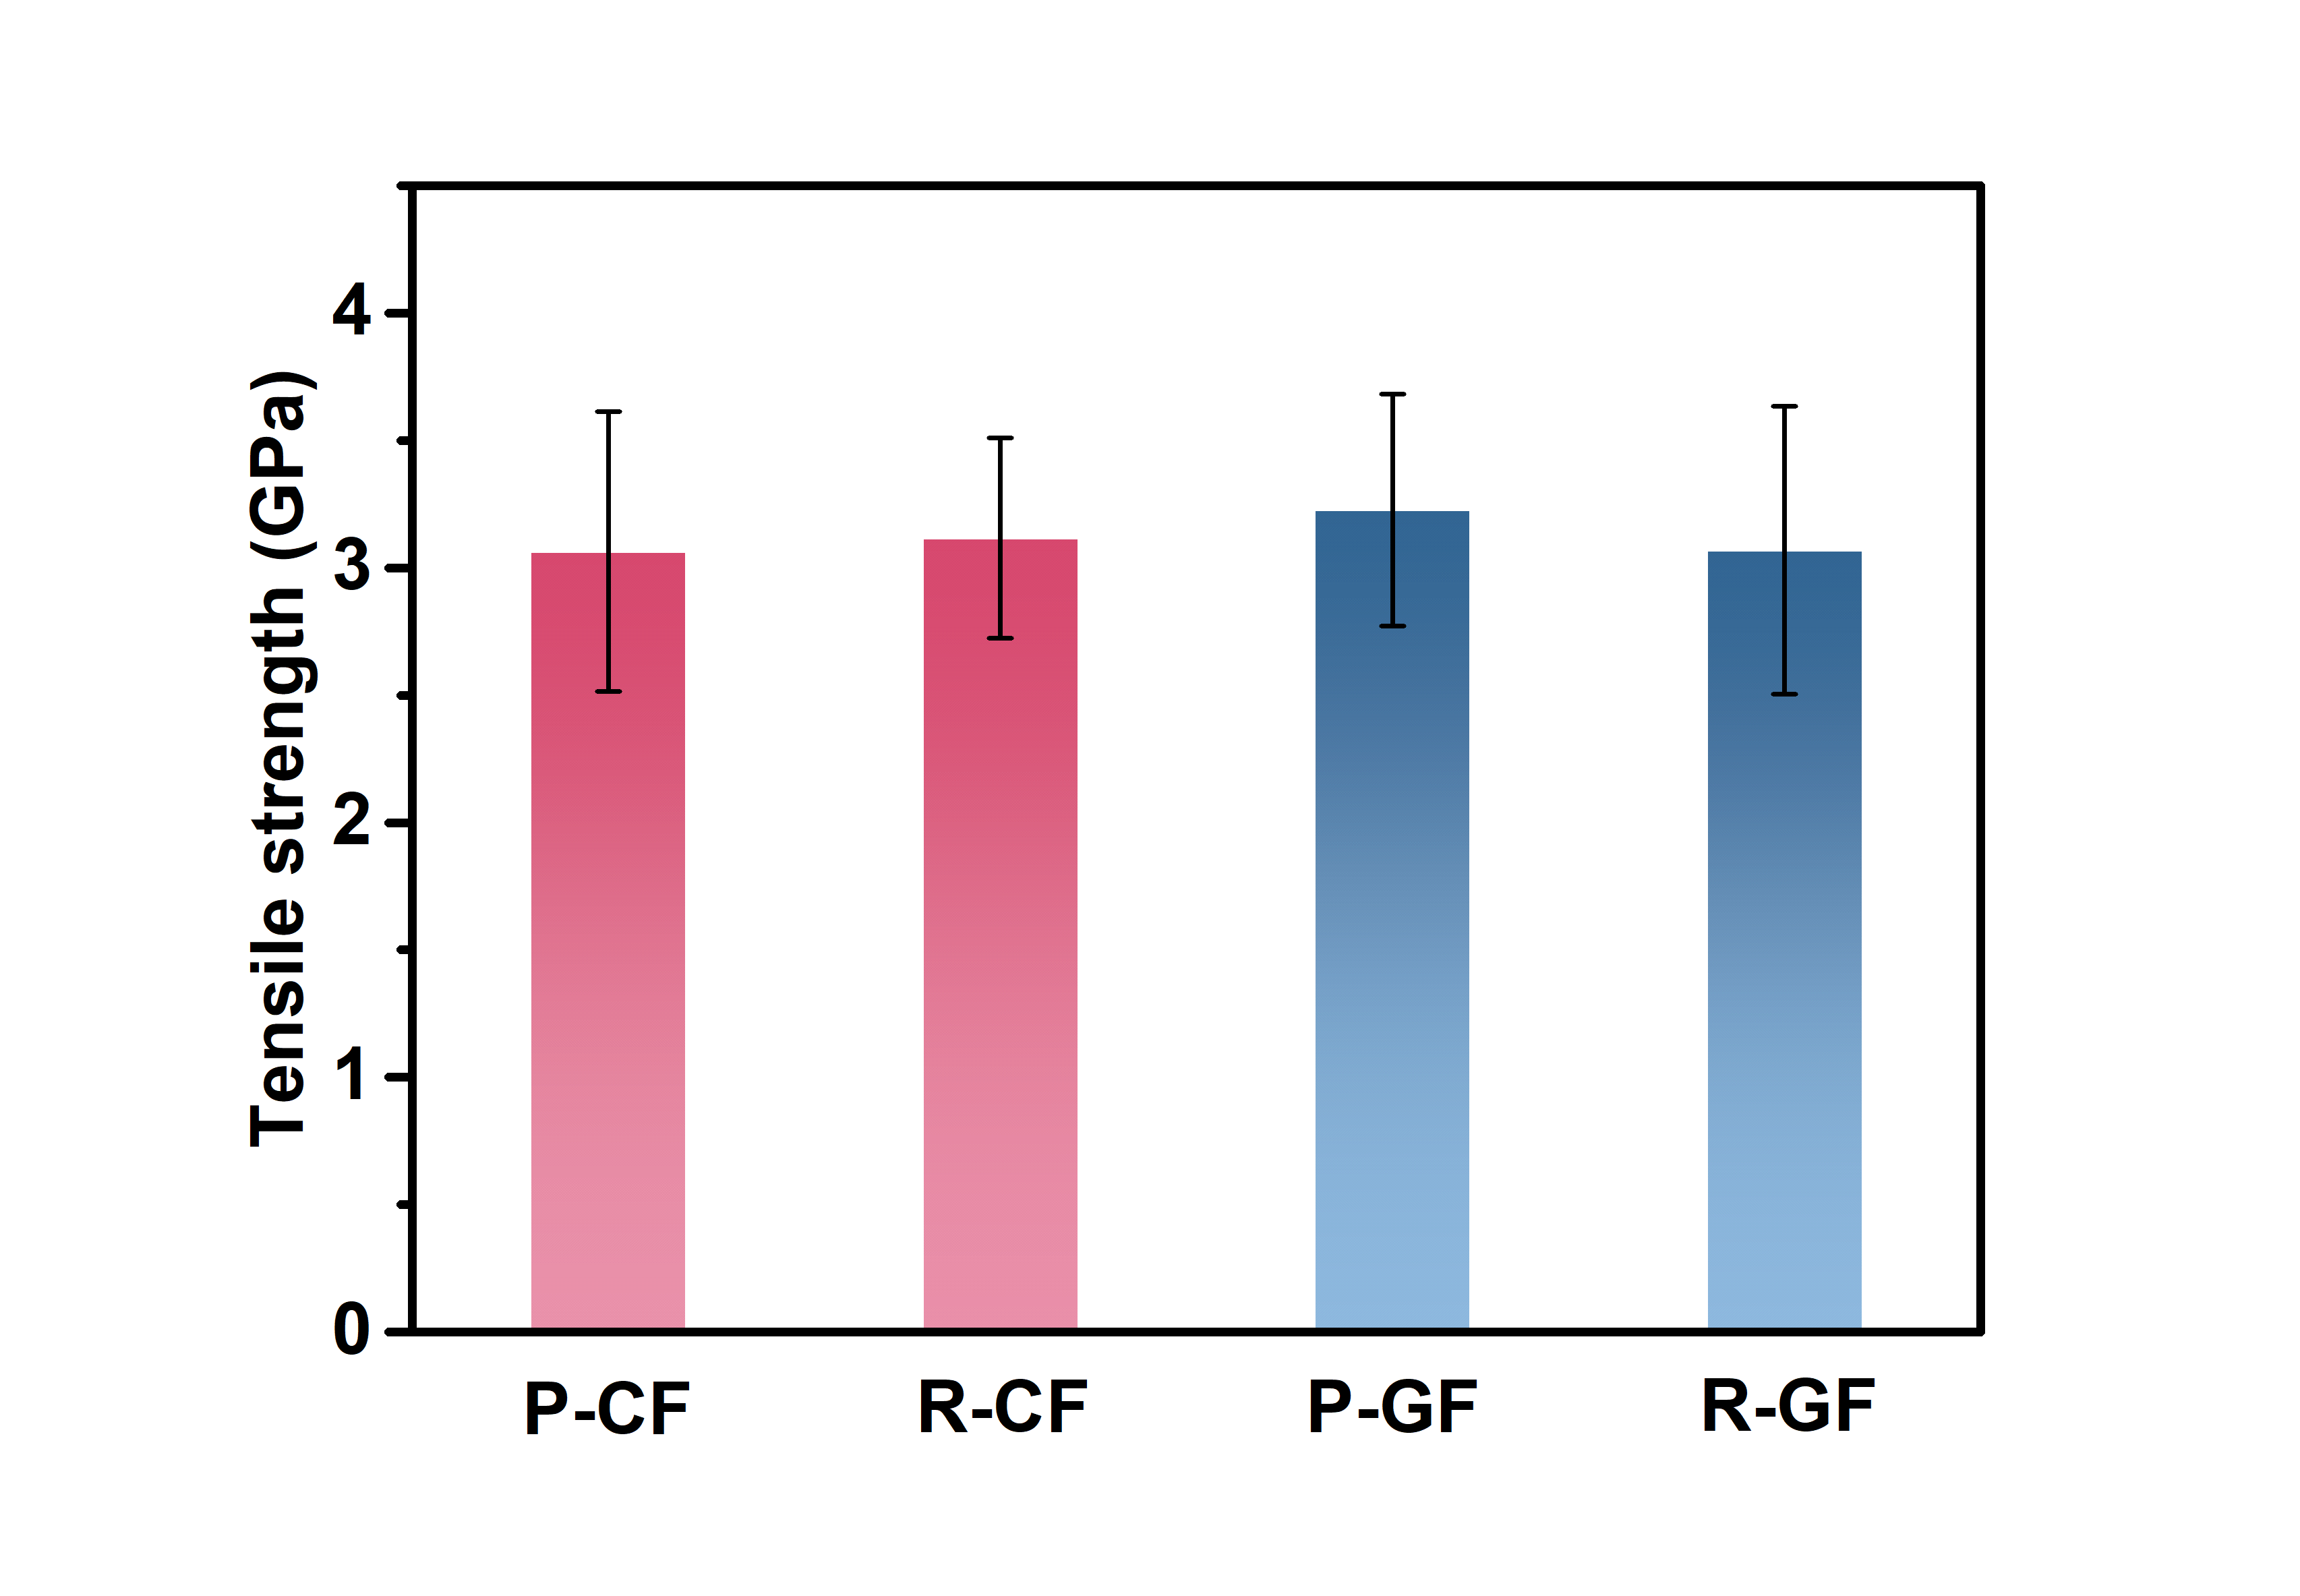 Tensile strength (GPa)
4
3
2
1
0
P-CF
R-CF
P-GF
R-GF